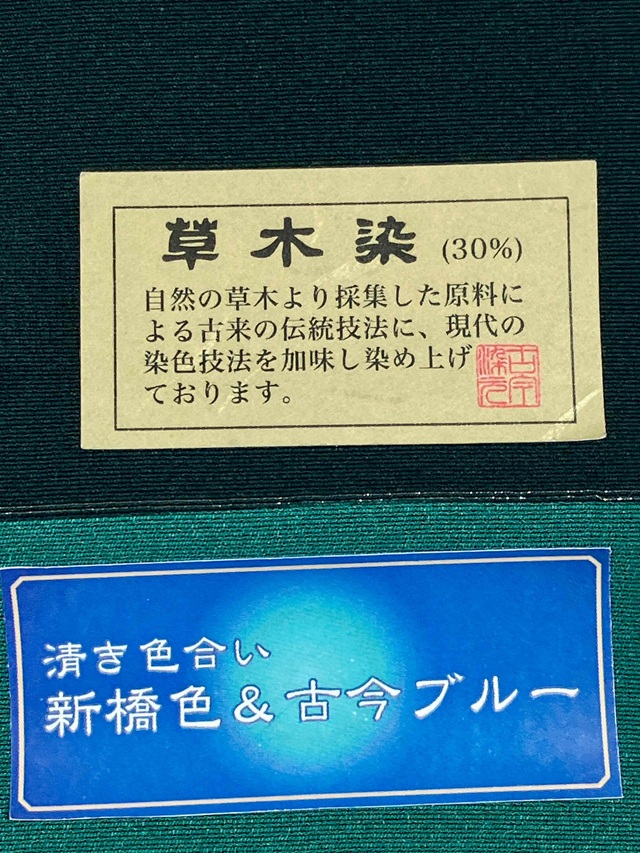 草木染 (30%)
自然の草木より採集した原料に
よる古来の伝統技法に、現代の
染色技法を加味し染め上げ
ております。
清き色合い
新橋色&古今ブルー